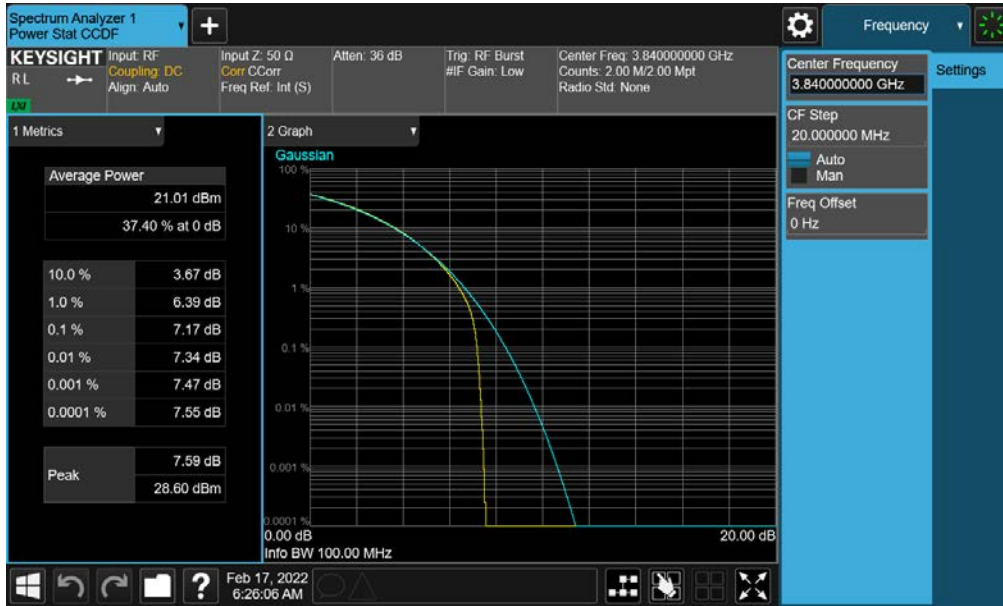 Spectrum Analyzer 1
Power Stat CCDF
+
Frequency
KEYSIGHT
RL
LXI
Input: RF
Coupling: DC
Align: Auto
Input Z: 50 Ω
Corr CCorr
Freq Ref: Int (S)
Atten: 36 dB
Trig: RF Burst
#IF Gain: Low
Center Freq: 3.840000000 GHz
Counts: 2.00 M/2.00 Mpt
Radio Std: None
Center Frequency
3.840000000 GHz
Settings
CF Step
20.000000 MHz
Auto
Man
Freq Offset
0 Hz
1 Metrics
Average Power
21.01 dBm
37.40 % at 0 dB
10.0 % 3.67 dB
1.0 % 6.39 dB
0.1 % 7.17 dB
0.01 % 7.34 dB
0.001 % 7.47 dB
0.0001 % 7.55 dB
Peak 7.59 dB
28.60 dBm
2 Graph
Gaussian
100 %
10 %
1 %
0.1 %
0.01 %
0.001 %
0.0001 %
0.00 dB 20.00 dB
Info BW 100.00 MHz
?
Feb 17, 2022
6:26:06 AM